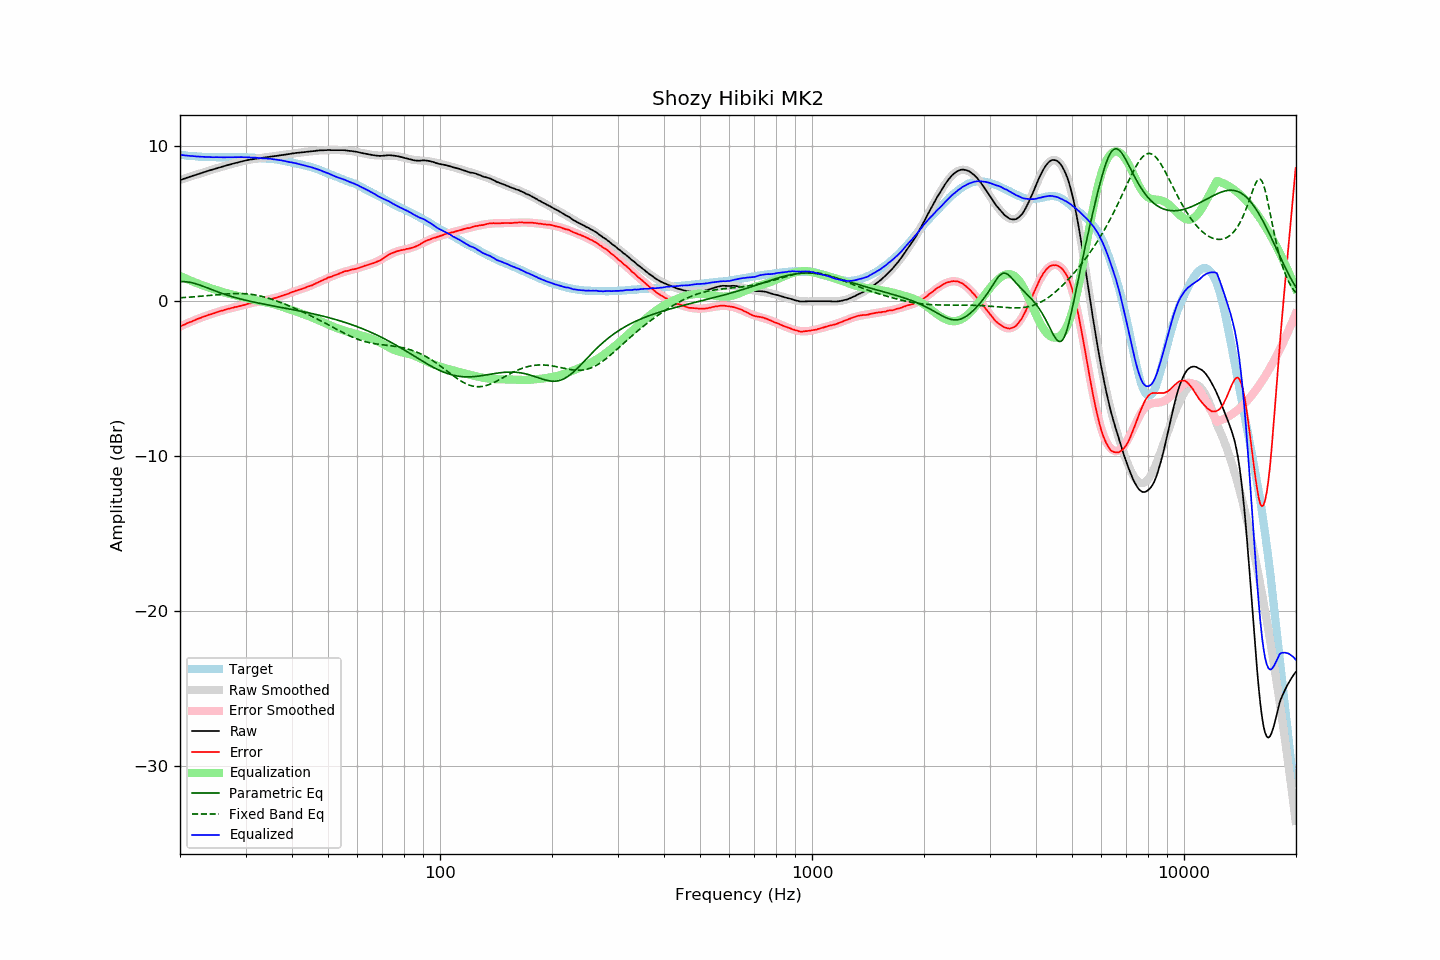 Shozy Hibiki MK2
Amplitude (dBr)
10
0
−10
−20
−30
Target
Raw Smoothed
Error Smoothed
Raw
Error
Equalization
Parametric Eq
Fixed Band Eq
Equalized
100
1000
10000
Frequency (Hz)